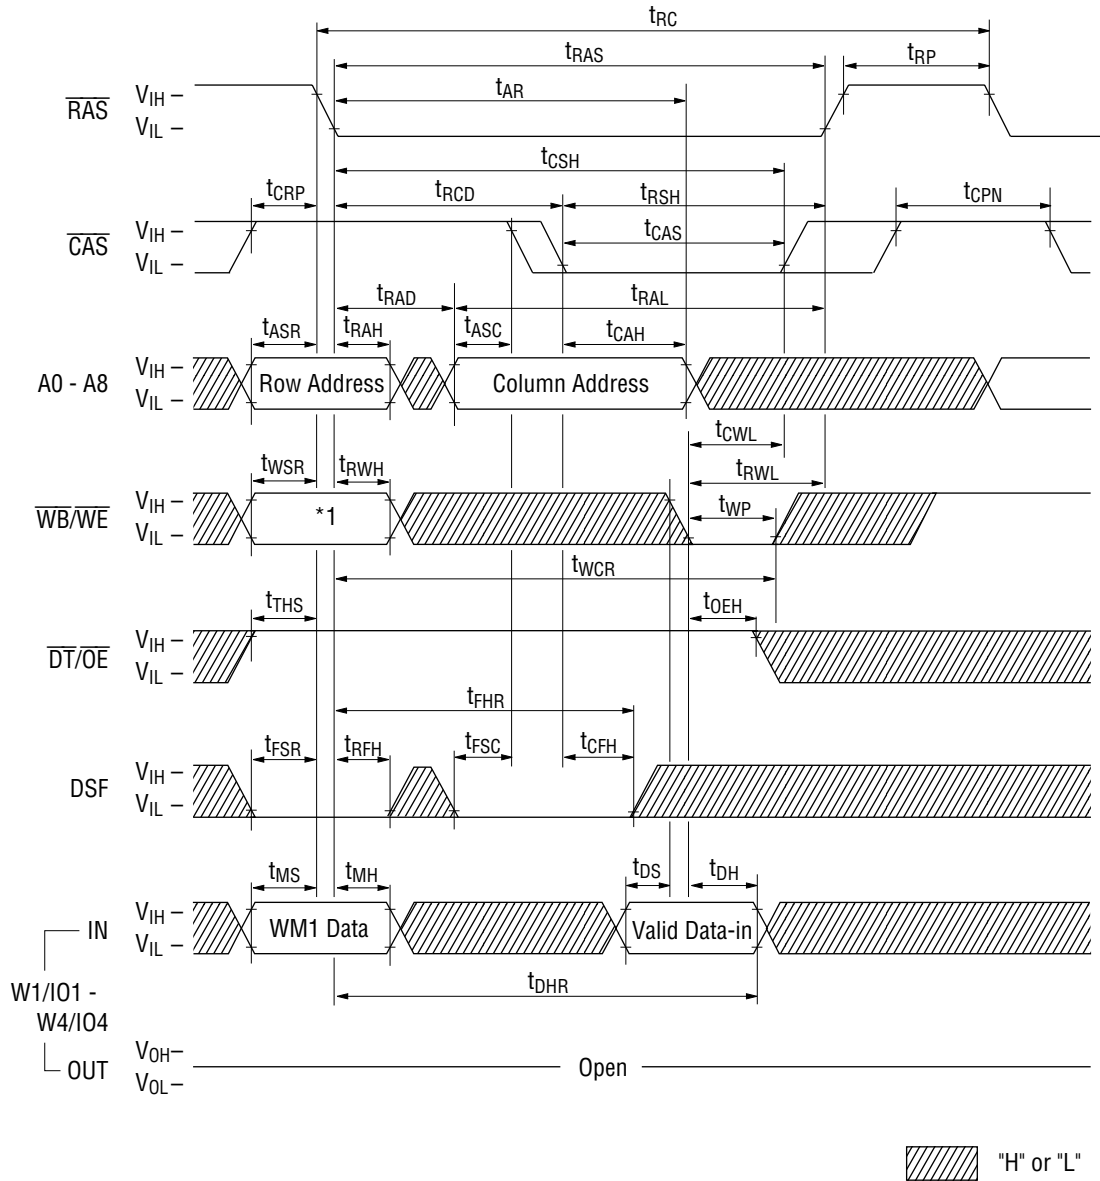 tRC
tRAS
tRP
tAR
RAS
VIH
VIL
tCSH
tCRP
tRCD
tRSH
tCPN
CAS
VIH
VIL
tCAS
tRAD
tRAL
tASR
tRAH
tASC
tCAH
A0 - A8
VIH
VIL
Row Address
Column Address
tCWL
tWSR
tRWH
tRWL
WB/WE
VIH
VIL
*1
tWP
tWCR
tTHS
tOEH
DT/OE
VIH
VIL
tFHR
tFSR
tRFH
tFSC
tCFH
DSF
VIH
VIL
tMS
tMH
tDS
tDH
IN
VIH
VIL
WM1 Data
Valid Data-in
tDHR
W1/IO1 -
W4/IO4
OUT
VOH
VOL
Open
"H" or "L"